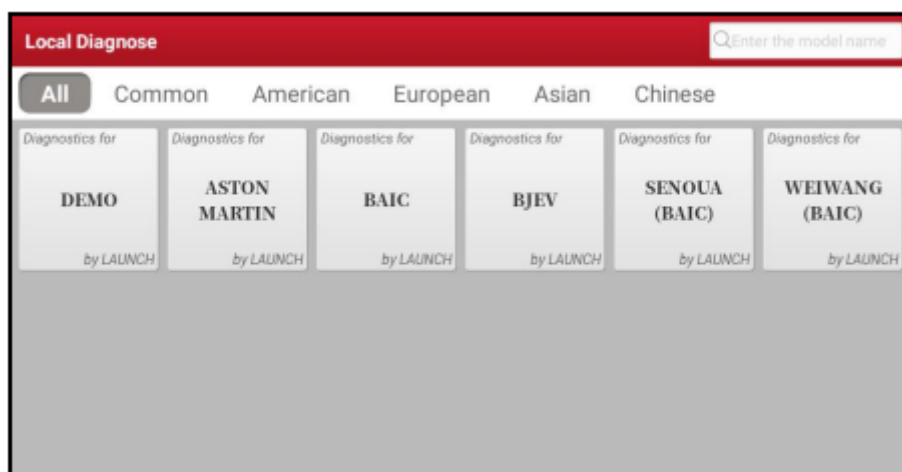 Local Diagnose
Enter the model name
All Common American European Asian Chinese
Diagnostics for Diagnostics for Diagnostics for Diagnostics for Diagnostics for Diagnostics for
DEMO
ASTON
MARTIN
BAIC
BJEV
SENOUA
(BAIC)
WEIWANG
(BAIC)
by LAUNCH by LAUNCH by LAUNCH by LAUNCH by LAUNCH by LAUNCH